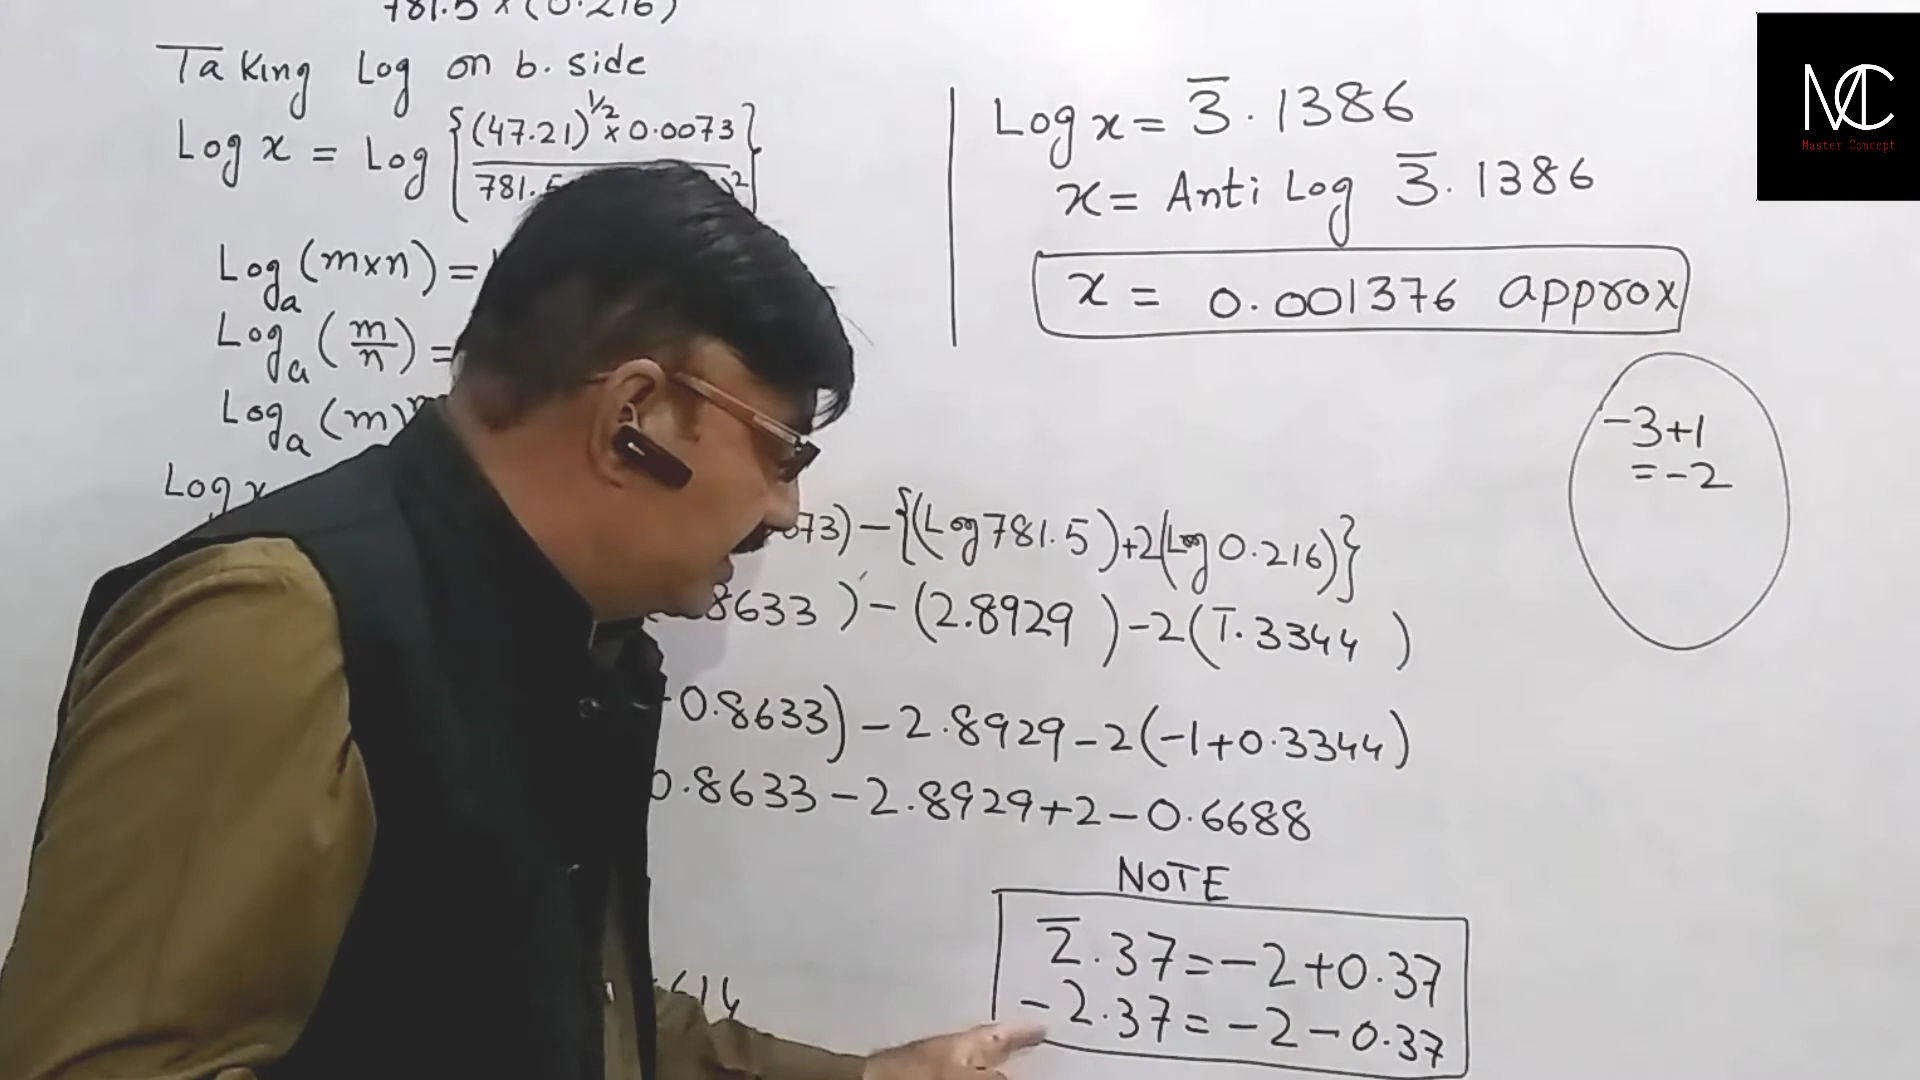 781.5 × (0.216)
Taking Log on b. side
Log x = Log {(47.21)^1/2 × 0.0073}
781.5 )²
Log_a (m×n) =
Log_a (m/n) =
Log_a (m)^n
Log x
073) – {(Log 781.5) + 2(Log 0.216)}
8633 ) – (2.8929 ) – 2(1̅.3344 )
0.8633) – 2.8929 – 2(–1+0.3344)
0.8633 – 2.8929 + 2 – 0.6688
614
Log x = 3̅.1386
x = Anti Log 3̅.1386
x = 0.001376 approx
–3+1
= –2
NOTE
2̅.37 = –2+0.37
–2.37 = –2–0.37
MC
Master Concept